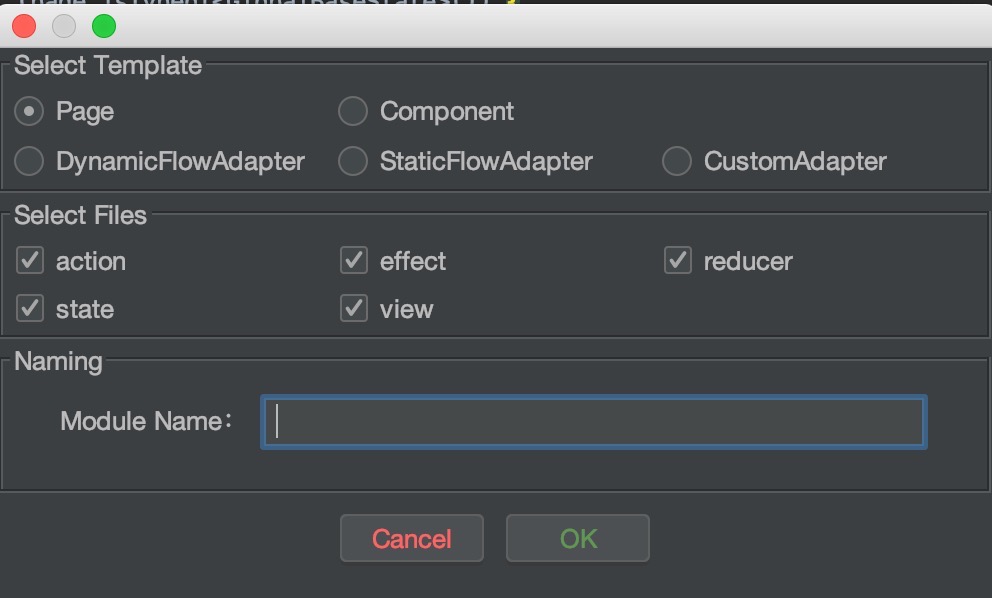 Select Template
Page Component
DynamicFlowAdapter StaticFlowAdapter CustomAdapter
Select Files
action effect reducer
state view
Naming
Module Name:
Cancel OK